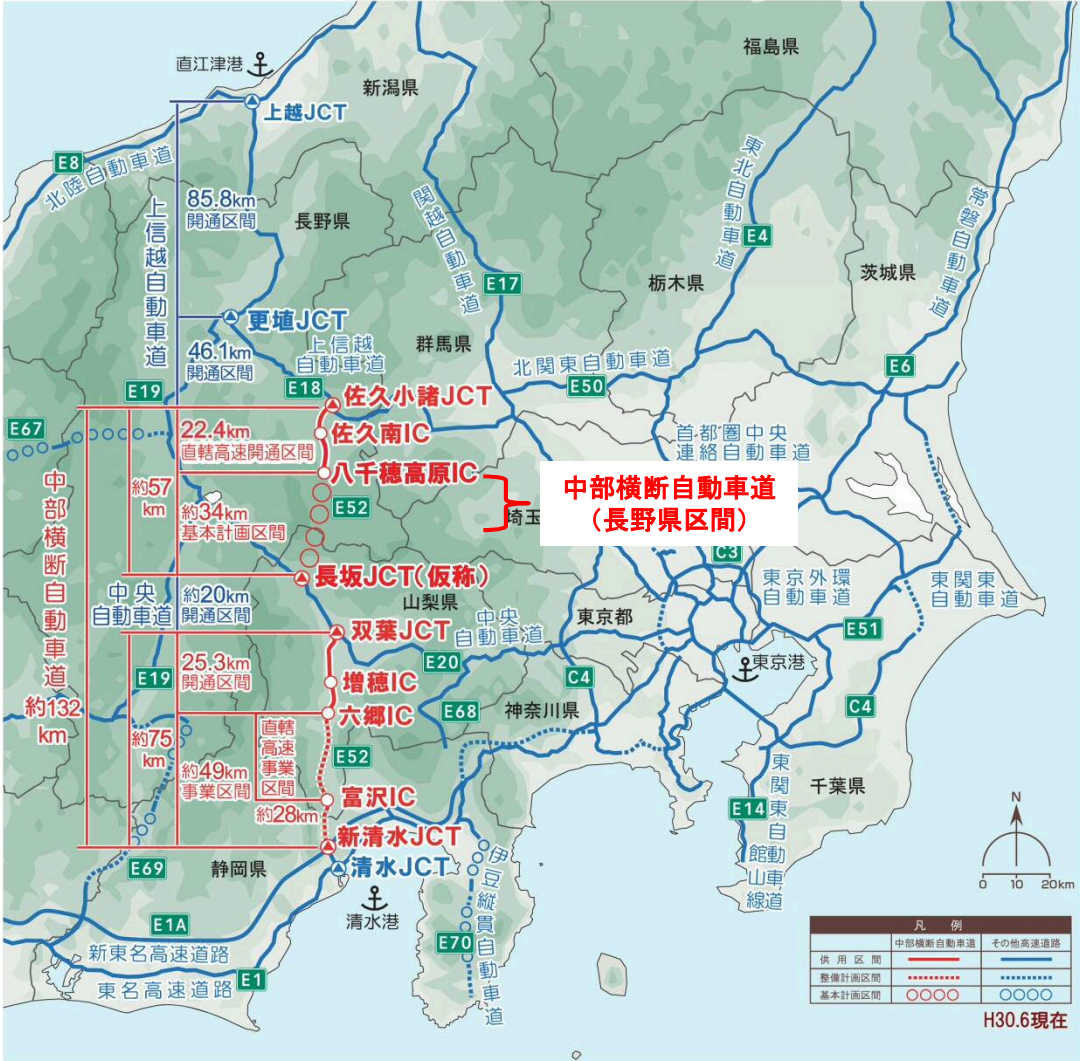 直江津港
上越JCT
新潟県
福島県
E8
北陸自動車道
上信越自動車道
85.8km
開通区間
長野県
関越自動車道
E17
東北自動車道
E4
常磐自動車道
栃木県
茨城県
更埴JCT
46.1km
開通区間
上信越
自動車道
群馬県
北関東自動車道
E50
E6
E19
E18
佐久小諸JCT
E67
22.4km
直轄高速開通区間
佐久南IC
首都圏中央
連絡自動車道
八千穂高原IC
中部横断自動車道
約132
km
約57
km
約34km
基本計画区間
E52
埼玉
中部横断自動車道
（長野県区間）
C3
長坂JCT(仮称)
中央
自動車道
約20km
開通区間
山梨県
中央
自動車道
東京都
東京外環
自動車道
東関東
自動車道
双葉JCT
E20
E51
25.3km
開通区間
E19
増穂IC
東京港
C4
C4
六郷IC
E68
神奈川県
約75
km
直轄
高速
事業
区間
E52
約49km
事業区間
富沢IC
約28km
千葉県
E14
東関東自動車道
館山線
新清水JCT
清水JCT
静岡県
E69
清水港
伊豆縦貫自動車道
E70
E1A
新東名高速道路
E1
東名高速道路
N
0 10 20km
凡 例
中部横断自動車道 その他高速道路
供用区間
整備計画区間
基本計画区間
H30.6現在